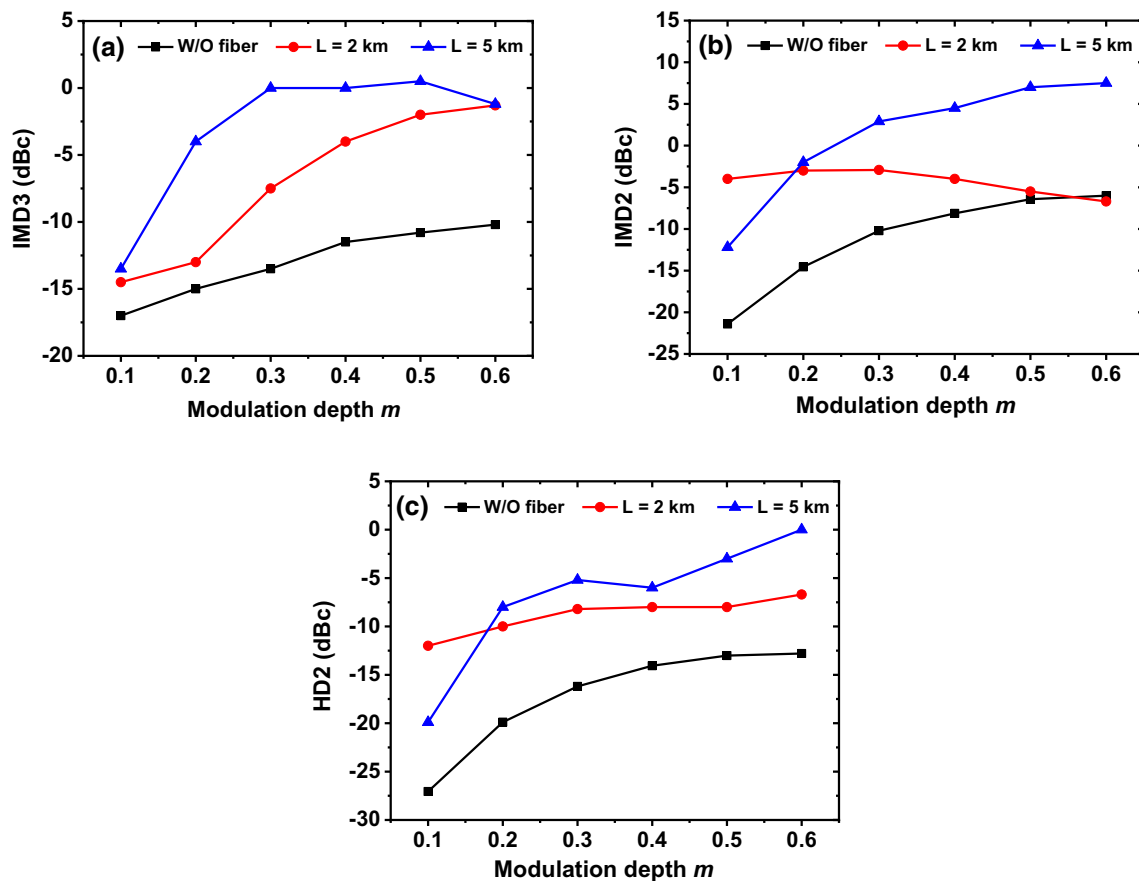 (a) W/O fiber L = 2 km L = 5 km
5
0
-5
-10
-15
-20
IMD3 (dBc)
0.1 0.2 0.3 0.4 0.5 0.6
Modulation depth m
(b) W/O fiber L = 2 km L = 5 km
15
10
5
0
-5
-10
-15
-20
-25
IMD2 (dBc)
0.1 0.2 0.3 0.4 0.5 0.6
Modulation depth m
(c) W/O fiber L = 2 km L = 5 km
5
0
-5
-10
-15
-20
-25
-30
HD2 (dBc)
0.1 0.2 0.3 0.4 0.5 0.6
Modulation depth m